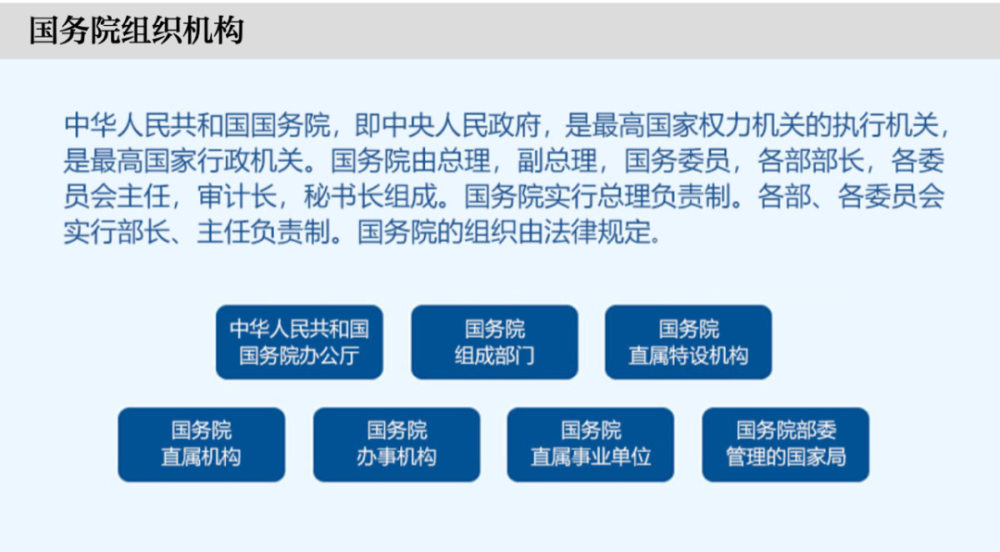 国务院组织机构
中华人民共和国国务院，即中央人民政府，是最高国家权力机关的执行机关，
是最高国家行政机关。国务院由总理，副总理，国务委员，各部部长，各委
员会主任，审计长，秘书长组成。国务院实行总理负责制。各部、各委员会
实行部长、主任负责制。国务院的组织由法律规定。
中华人民共和国
国务院办公厅
国务院
组成部门
国务院
直属特设机构
国务院
直属机构
国务院
办事机构
国务院
直属事业单位
国务院部委
管理的国家局